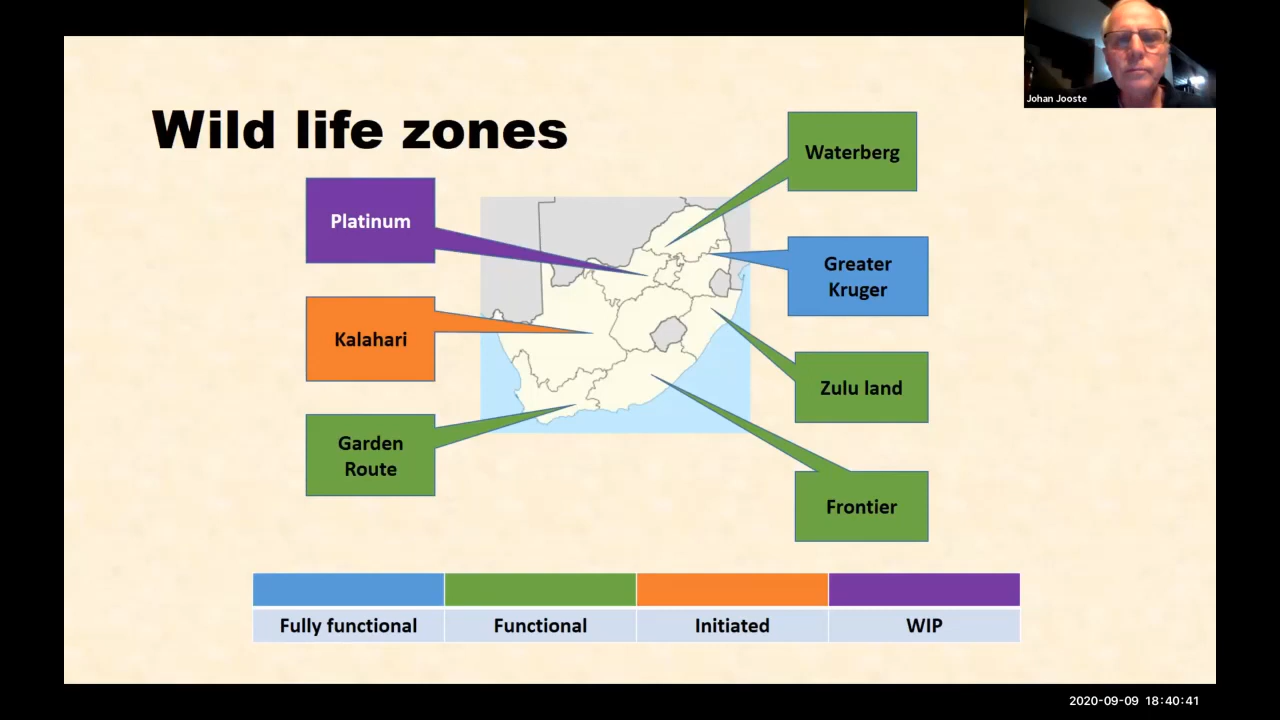 Johan Jooste
Wild life zones
Waterberg
Platinum
Greater
Kruger
Kalahari
Zulu land
Garden
Route
Frontier
Fully functional
Functional
Initiated
WIP
2020-09-09 18:40:41